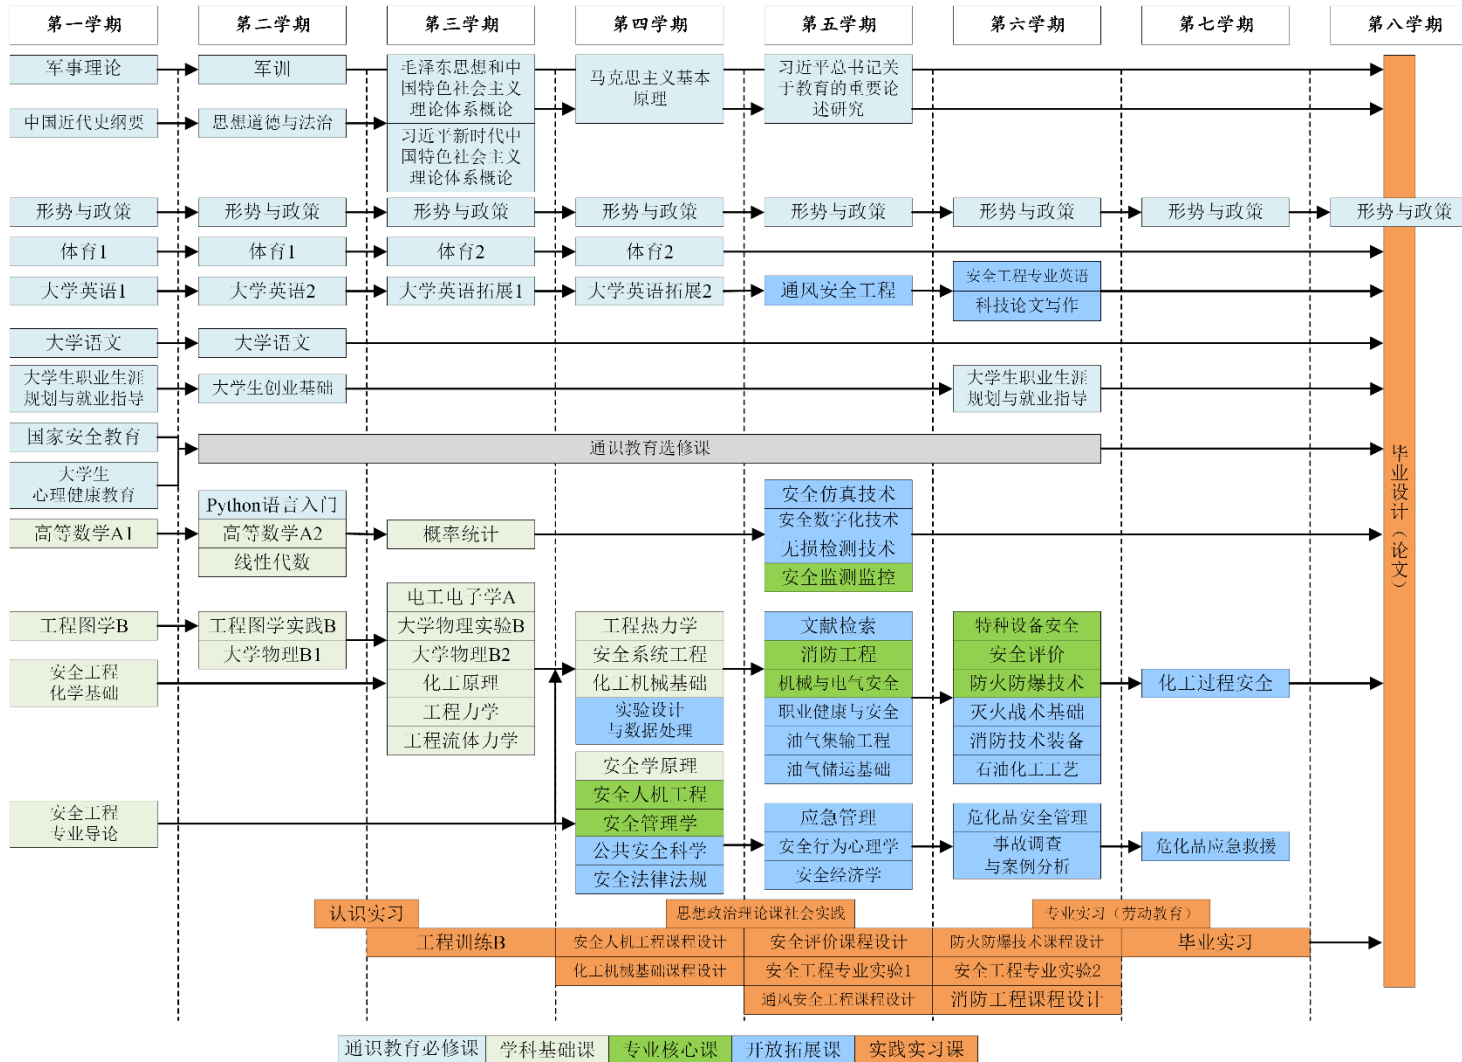 第一学期
第二学期
第三学期
第四学期
第五学期
第六学期
第七学期
第八学期
军事理论
军训
毛泽东思想和中
国特色社会主义
理论体系概论
马克思主义基本
原理
习近平总书记关
于教育的重要论
述研究
中国近代史纲要
思想道德与法治
习近平新时代中
国特色社会主义
理论体系概论
形势与政策
形势与政策
形势与政策
形势与政策
形势与政策
形势与政策
形势与政策
形势与政策
体育1
体育1
体育2
体育2
大学英语1
大学英语2
大学英语拓展1
大学英语拓展2
通风安全工程
安全工程专业英语
科技论文写作
大学语文
大学语文
大学生职业生涯
规划与就业指导
大学生创业基础
大学生职业生涯
规划与就业指导
国家安全教育
大学生
心理健康教育
通识教育选修课
毕业设计（论文）
Python语言入门
高等数学A1
高等数学A2
线性代数
概率统计
安全仿真技术
安全数字化技术
无损检测技术
安全监测监控
工程图学B
工程图学实践B
大学物理B1
安全工程
化学基础
电工电子学A
大学物理实验B
大学物理B2
化工原理
工程力学
工程流体力学
工程热力学
安全系统工程
化工机械基础
实验设计
与数据处理
文献检索
消防工程
机械与电气安全
职业健康与安全
油气集输工程
油气储运基础
特种设备安全
安全评价
防火防爆技术
灭火战术基础
消防技术装备
石油化工工艺
化工过程安全
安全工程
专业导论
安全学原理
安全人机工程
安全管理学
公共安全科学
安全法律法规
应急管理
安全行为心理学
安全经济学
危化品安全管理
事故调查
与案例分析
危化品应急救援
认识实习
思想政治理论课社会实践
专业实习（劳动教育）
工程训练B
安全人机工程课程设计
安全评价课程设计
防火防爆技术课程设计
毕业实习
化工机械基础课程设计
安全工程专业实验1
安全工程专业实验2
通风安全工程课程设计
消防工程课程设计
通识教育必修课
学科基础课
专业核心课
开放拓展课
实践实习课